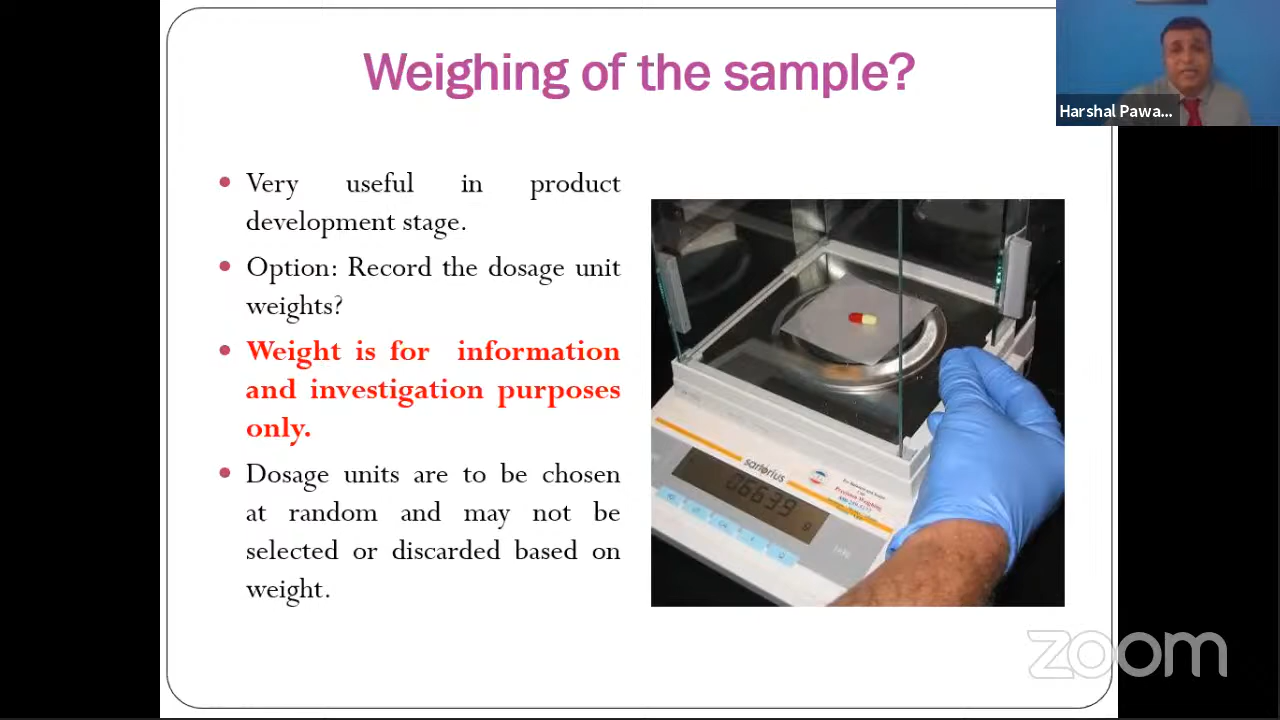 Weighing of the sample?
Harshal Pawa...
Very useful in product
development stage.
Option: Record the dosage unit
weights?
Weight is for information
and investigation purposes
only.
Dosage units are to be chosen
at random and may not be
selected or discarded based on
weight.
sartorius
Precision Weighing
g
zoom